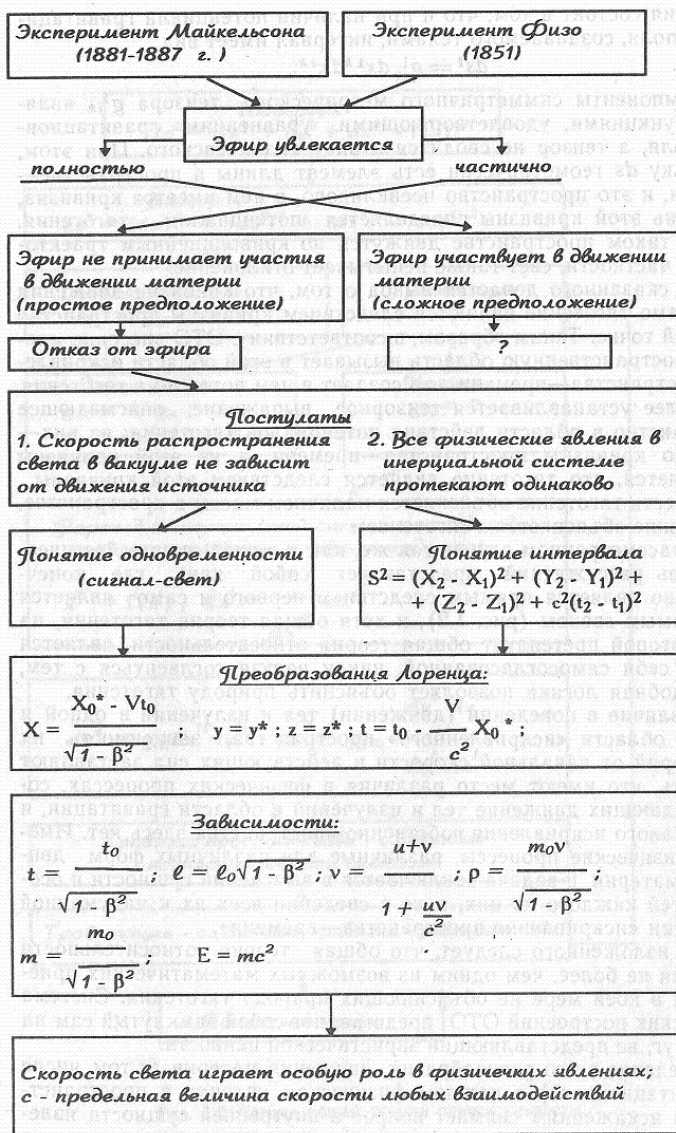 Эксперимент Майкельсона
(1881-1887 г. )
Эксперимент Физо
(1851)
Эфир увлекается
полностью
частично
Эфир не принимает участия
в движении материи
(простое предположение)
Эфир участвует в движении
материи
(сложное предположение)
Отказ от эфира
?
Постулаты
1. Скорость распространения
света в вакууме не зависит
от движения источника
2. Все физические явления в
инерциальной системе
протекают одинаково
Понятие одновременности
(сигнал-свет)
Понятие интервала
S² = (X₂ - X₁)² + (Y₂ - Y₁)² +
+ (Z₂ - Z₁)² + c²(t₂ - t₁)²
Преобразования Лоренца:
X = (X₀* - Vt₀) / √(1 - β²) ; y = y* ; z = z* ; t = t₀ - V/c² X₀* ;
Зависимости:
t = t₀ / √(1 - β²) ; ℓ = ℓ₀√(1 - β²) ; v = (u+v) / (1 + uv/c²) ; ρ = m₀v / √(1 - β²)
m = m₀ / √(1 - β²) ; E = mc²
Скорость света играет особую роль в физичечких явлениях;
c - предельная величина скорости любых взаимодействий